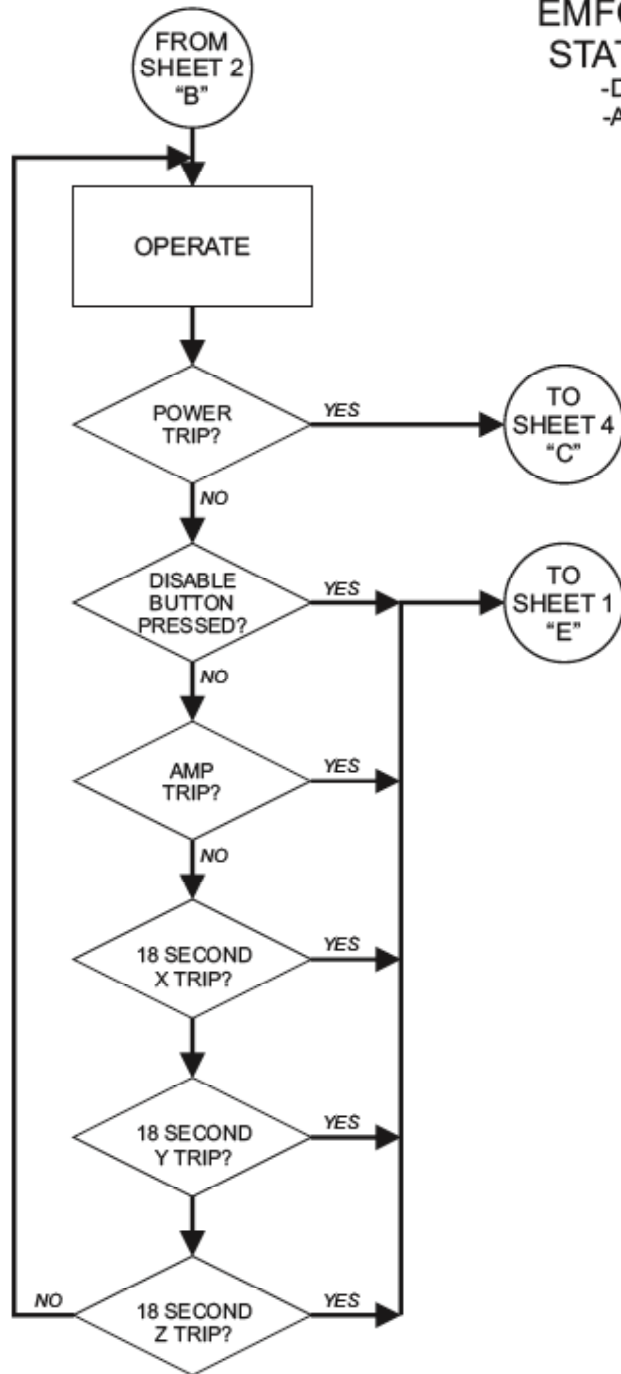 EMFO
STAT
-D
-A
FROM
SHEET 2
“B”
OPERATE
POWER
TRIP?
YES
TO
SHEET 4
“C”
NO
DISABLE
BUTTON
PRESSED?
YES
TO
SHEET 1
“E”
NO
AMP
TRIP?
YES
NO
18 SECOND
X TRIP?
YES
18 SECOND
Y TRIP?
YES
NO
18 SECOND
Z TRIP?
YES